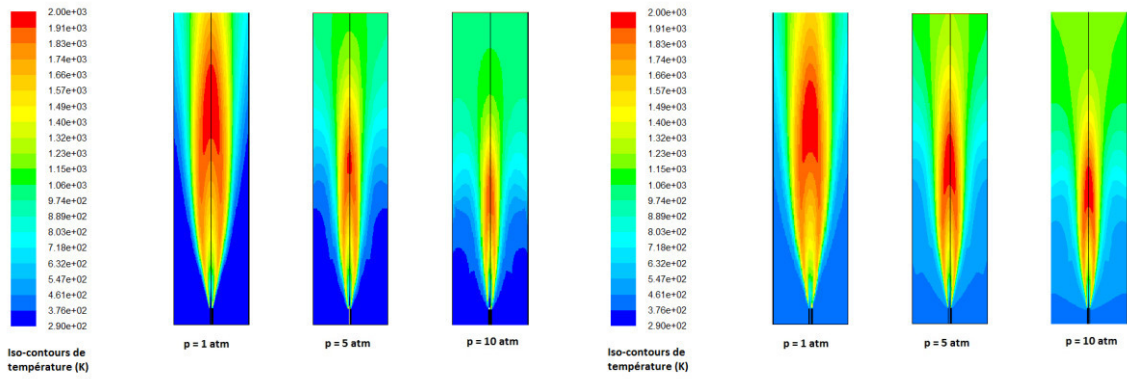 2.00e+03
1.91e+03
1.83e+03
1.74e+03
1.66e+03
1.57e+03
1.49e+03
1.40e+03
1.32e+03
1.23e+03
1.15e+03
1.06e+03
9.74e+02
8.89e+02
8.03e+02
7.18e+02
6.32e+02
5.47e+02
4.61e+02
3.76e+02
2.90e+02
Iso-contours de
température (K)
p = 1 atm
p = 5 atm
p = 10 atm
2.00e+03
1.91e+03
1.83e+03
1.74e+03
1.66e+03
1.57e+03
1.49e+03
1.40e+03
1.32e+03
1.23e+03
1.15e+03
1.06e+03
9.74e+02
8.89e+02
8.03e+02
7.18e+02
6.32e+02
5.47e+02
4.61e+02
3.76e+02
2.90e+02
Iso-contours de
température (K)
p = 1 atm
p = 5 atm
p = 10 atm